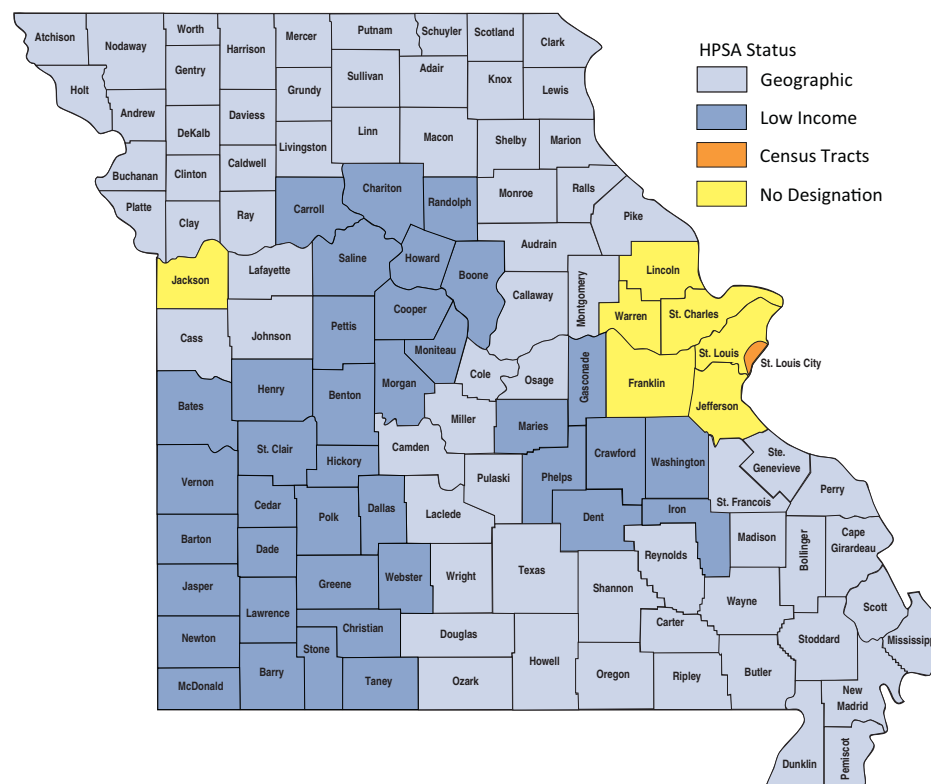 HPSA Status
Geographic
Low Income
Census Tracts
No Designation
Atchison
Nodaway
Worth
Harrison
Mercer
Putnam
Schuyler
Scotland
Clark
Holt
Gentry
Sullivan
Adair
Knox
Lewis
Andrew
DeKalb
Daviess
Grundy
Linn
Macon
Shelby
Marion
Buchanan
Clinton
Caldwell
Livingston
Chariton
Randolph
Monroe
Ralls
Pike
Platte
Clay
Ray
Carroll
Audrain
Jackson
Lafayette
Saline
Howard
Boone
Callaway
Montgomery
Lincoln
Warren
St. Charles
St. Louis
St. Louis City
Cass
Johnson
Pettis
Cooper
Moniteau
Cole
Osage
Gasconade
Franklin
Jefferson
Bates
Henry
Benton
Morgan
Miller
Maries
Camden
Vernon
St. Clair
Hickory
Pulaski
Phelps
Crawford
Washington
Ste.
Genevieve
St. Francois
Perry
Cedar
Polk
Dallas
Laclede
Dent
Iron
Madison
Bollinger
Cape
Girardeau
Barton
Dade
Greene
Webster
Wright
Texas
Reynolds
Shannon
Wayne
Scott
Jasper
Lawrence
Christian
Douglas
Carter
Stoddard
Mississippi
Newton
Stone
Howell
McDonald
Barry
Taney
Ozark
Oregon
Ripley
Butler
New
Madrid
Dunklin
Pemiscot